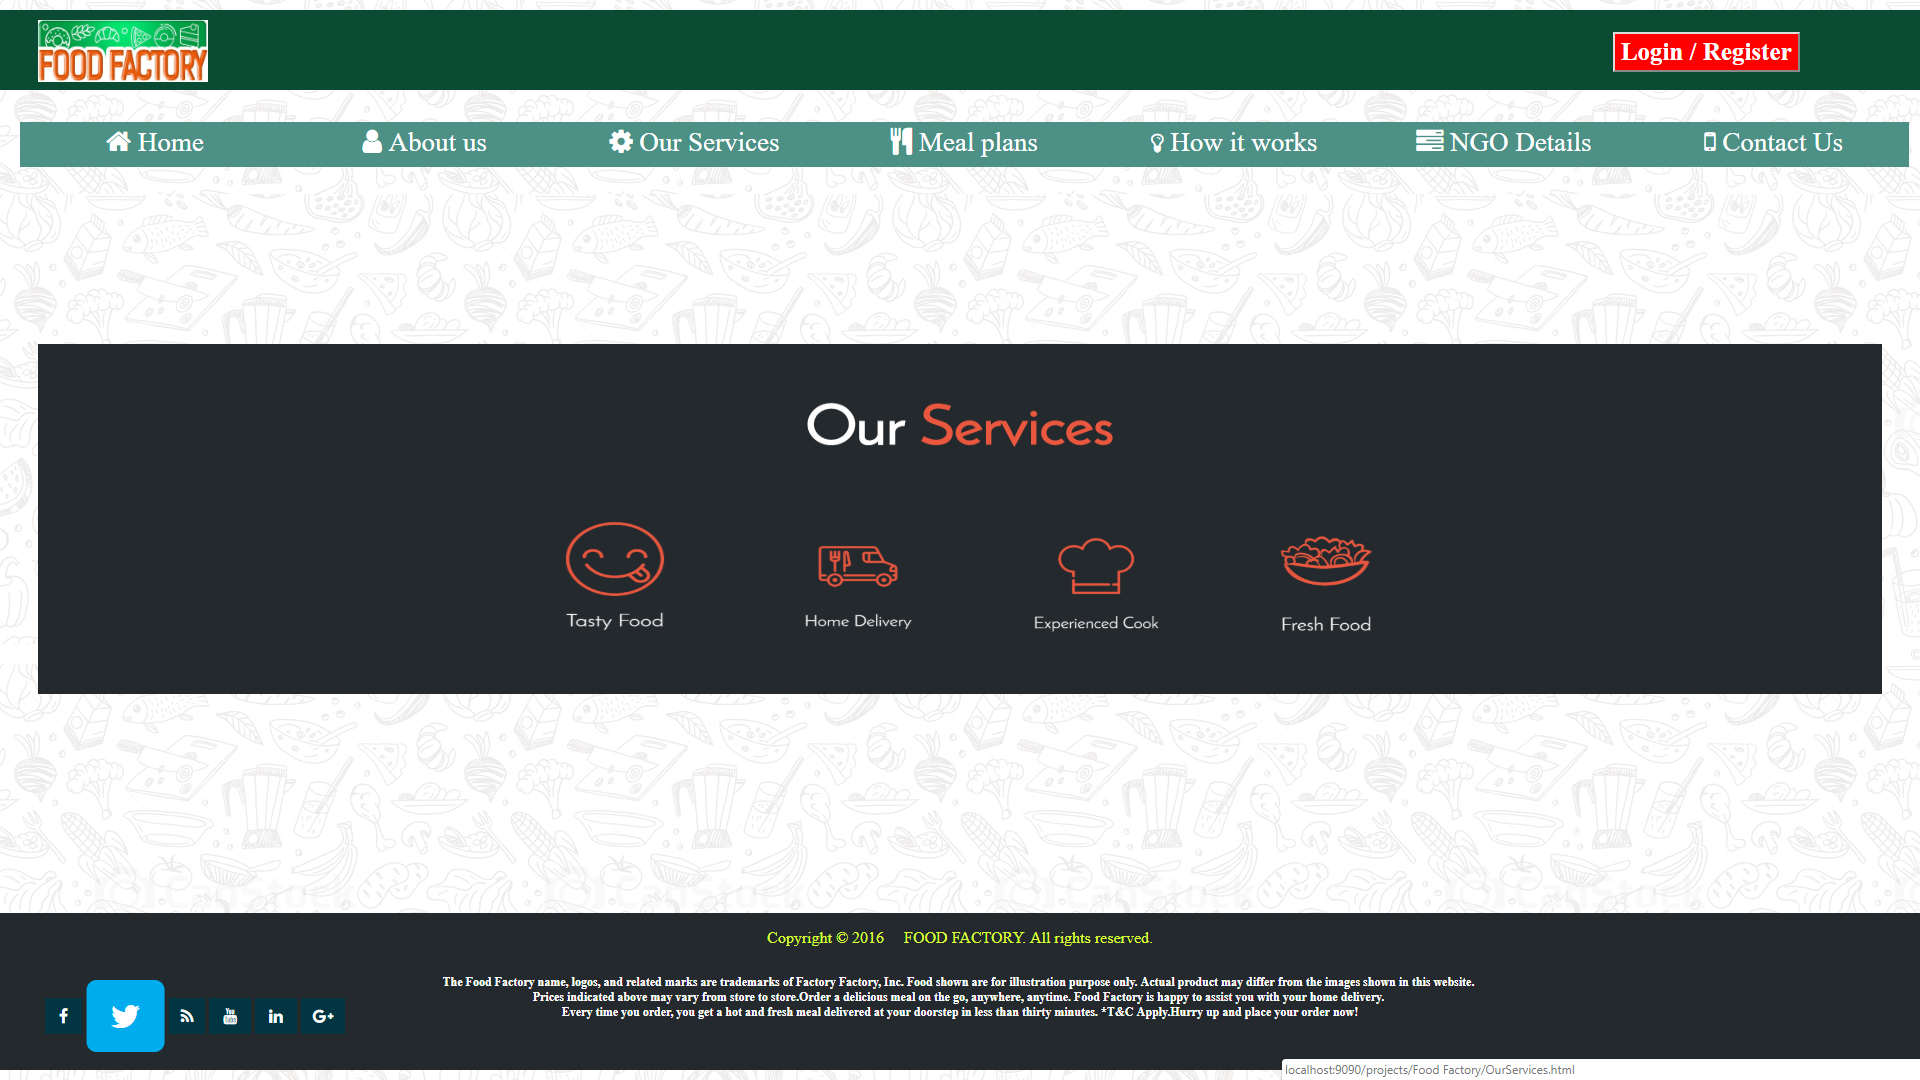 FOOD FACTORY
Login / Register
Home
About us
Our Services
Meal plans
How it works
NGO Details
Contact Us
Our Services
Tasty Food
Home Delivery
Experienced Cook
Fresh Food
(C) CanStock
(C) CanStock
(C) CanStock
(C) CanStock
Copyright © 2016 FOOD FACTORY. All rights reserved.
The Food Factory name, logos, and related marks are trademarks of Factory Factory, Inc. Food shown are for illustration purpose only. Actual product may differ from the images shown in this website.
Prices indicated above may vary from store to store.Order a delicious meal on the go, anywhere, anytime. Food Factory is happy to assist you with your home delivery.
Every time you order, you get a hot and fresh meal delivered at your doorstep in less than thirty minutes. *T&C Apply.Hurry up and place your order now!
You Tube
G+
localhost:9090/projects/Food Factory/OurServices.html